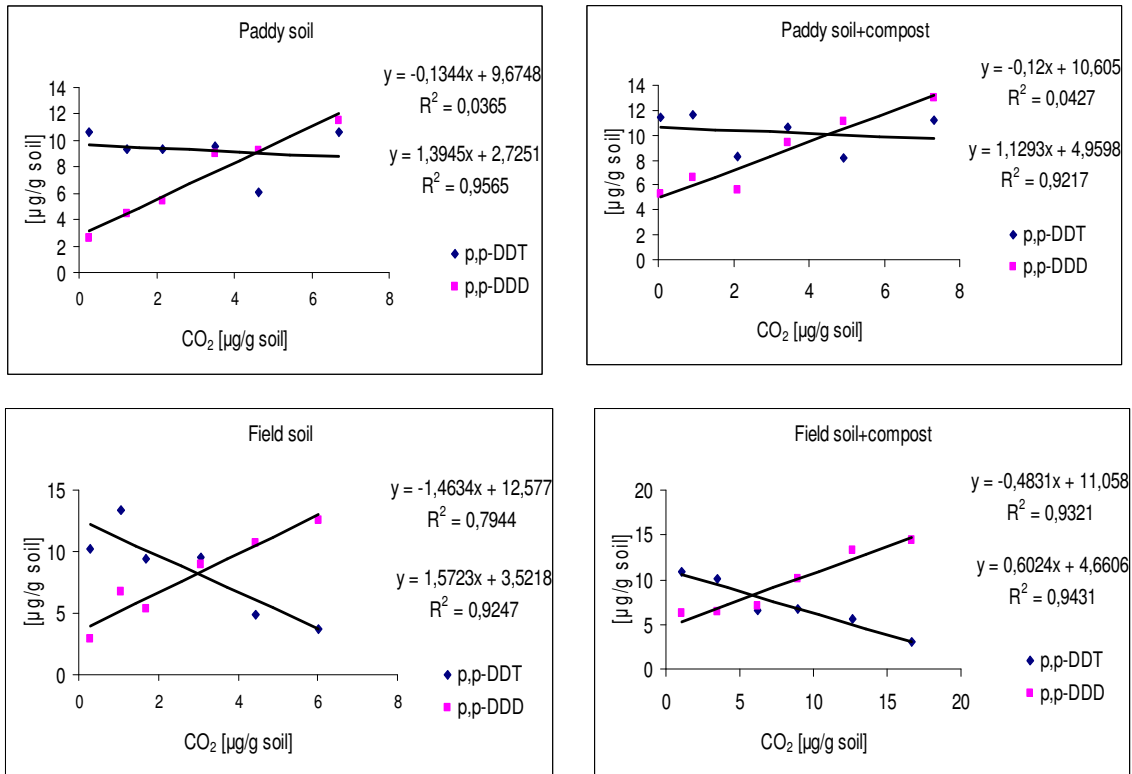 Paddy soil
y = -0,1344x + 9,6748
R² = 0,0365
y = 1,3945x + 2,7251
R² = 0,9565
[µg/g soil]
14
12
10
8
6
4
2
0
0 2 4 6 8
CO₂ [µg/g soil]
p,p-DDT
p,p-DDD
Paddy soil+compost
y = -0,12x + 10,605
R² = 0,0427
y = 1,1293x + 4,9598
R² = 0,9217
[µg/g soil]
14
12
10
8
6
4
2
0
0 2 4 6 8
CO₂ [µg/g soil]
p,p-DDT
p,p-DDD
Field soil
y = -1,4634x + 12,577
R² = 0,7944
y = 1,5723x + 3,5218
R² = 0,9247
[µg/g soil]
15
10
5
0
0 2 4 6 8
CO₂ [µg/g soil]
p,p-DDT
p,p-DDD
Field soil+compost
y = -0,4831x + 11,058
R² = 0,9321
y = 0,6024x + 4,6606
R² = 0,9431
[µg/g soil]
20
15
10
5
0
0 5 10 15 20
CO₂ [µg/g soil]
p,p-DDT
p,p-DDD